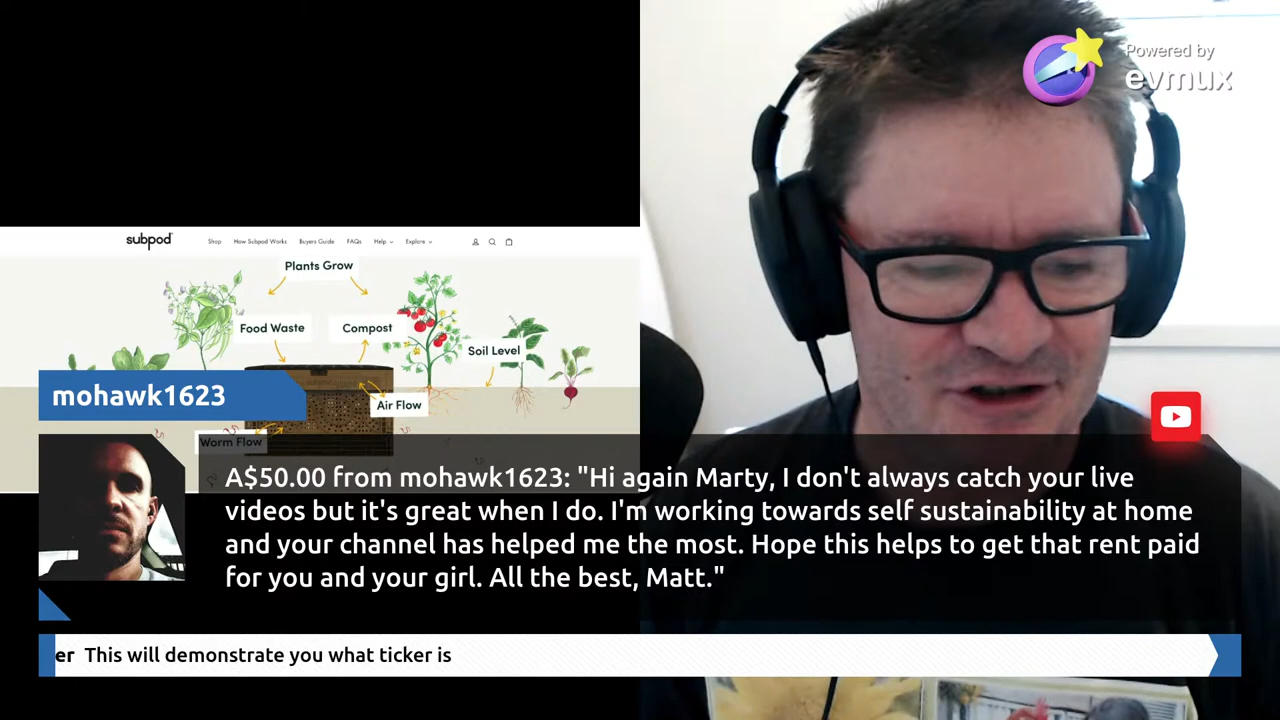 Powered by
evmux
subpod
Shop How Subpod Works Buyers Guide FAQs Help Explore
Plants Grow
Food Waste Compost
Soil Level
Air Flow
Worm Flow
mohawk1623
A$50.00 from mohawk1623: "Hi again Marty, I don't always catch your live
videos but it's great when I do. I'm working towards self sustainability at home
and your channel has helped me the most. Hope this helps to get that rent paid
for you and your girl. All the best, Matt."
er This will demonstrate you what ticker is